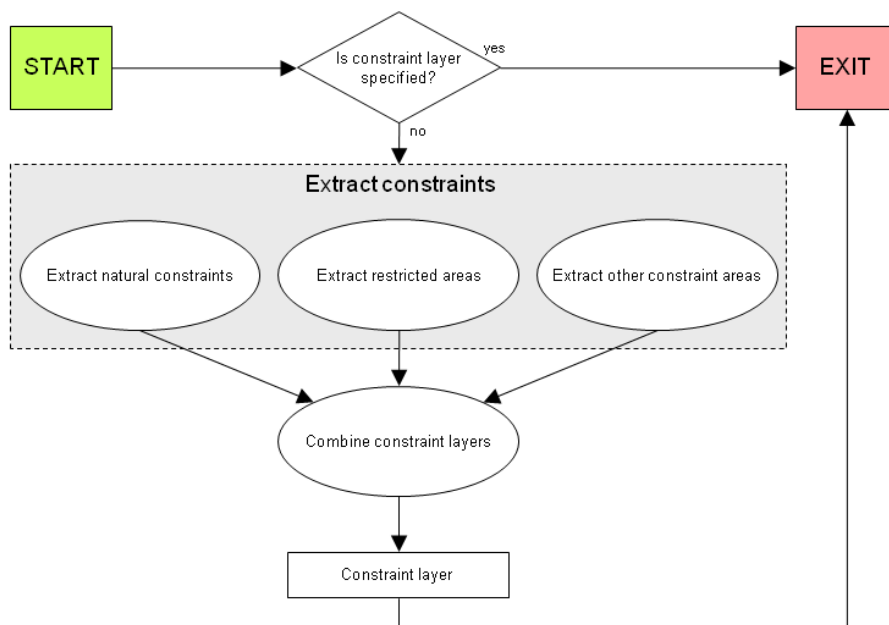 START
Is constraint layer
specified?
yes
EXIT
no
Extract constraints
Extract natural constraints
Extract restricted areas
Extract other constraint areas
Combine constraint layers
Constraint layer